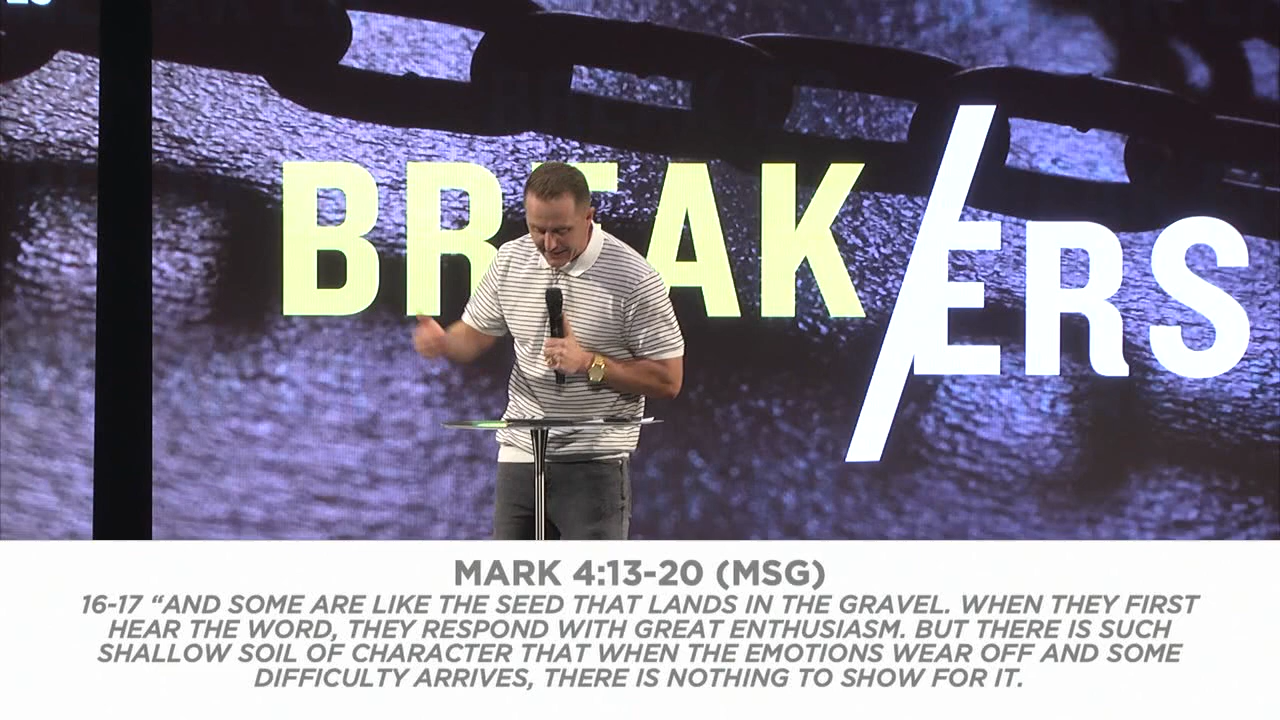 BREAK/ERS
MARK 4:13-20 (MSG)
16-17 “AND SOME ARE LIKE THE SEED THAT LANDS IN THE GRAVEL. WHEN THEY FIRST
HEAR THE WORD, THEY RESPOND WITH GREAT ENTHUSIASM. BUT THERE IS SUCH
SHALLOW SOIL OF CHARACTER THAT WHEN THE EMOTIONS WEAR OFF AND SOME
DIFFICULTY ARRIVES, THERE IS NOTHING TO SHOW FOR IT.